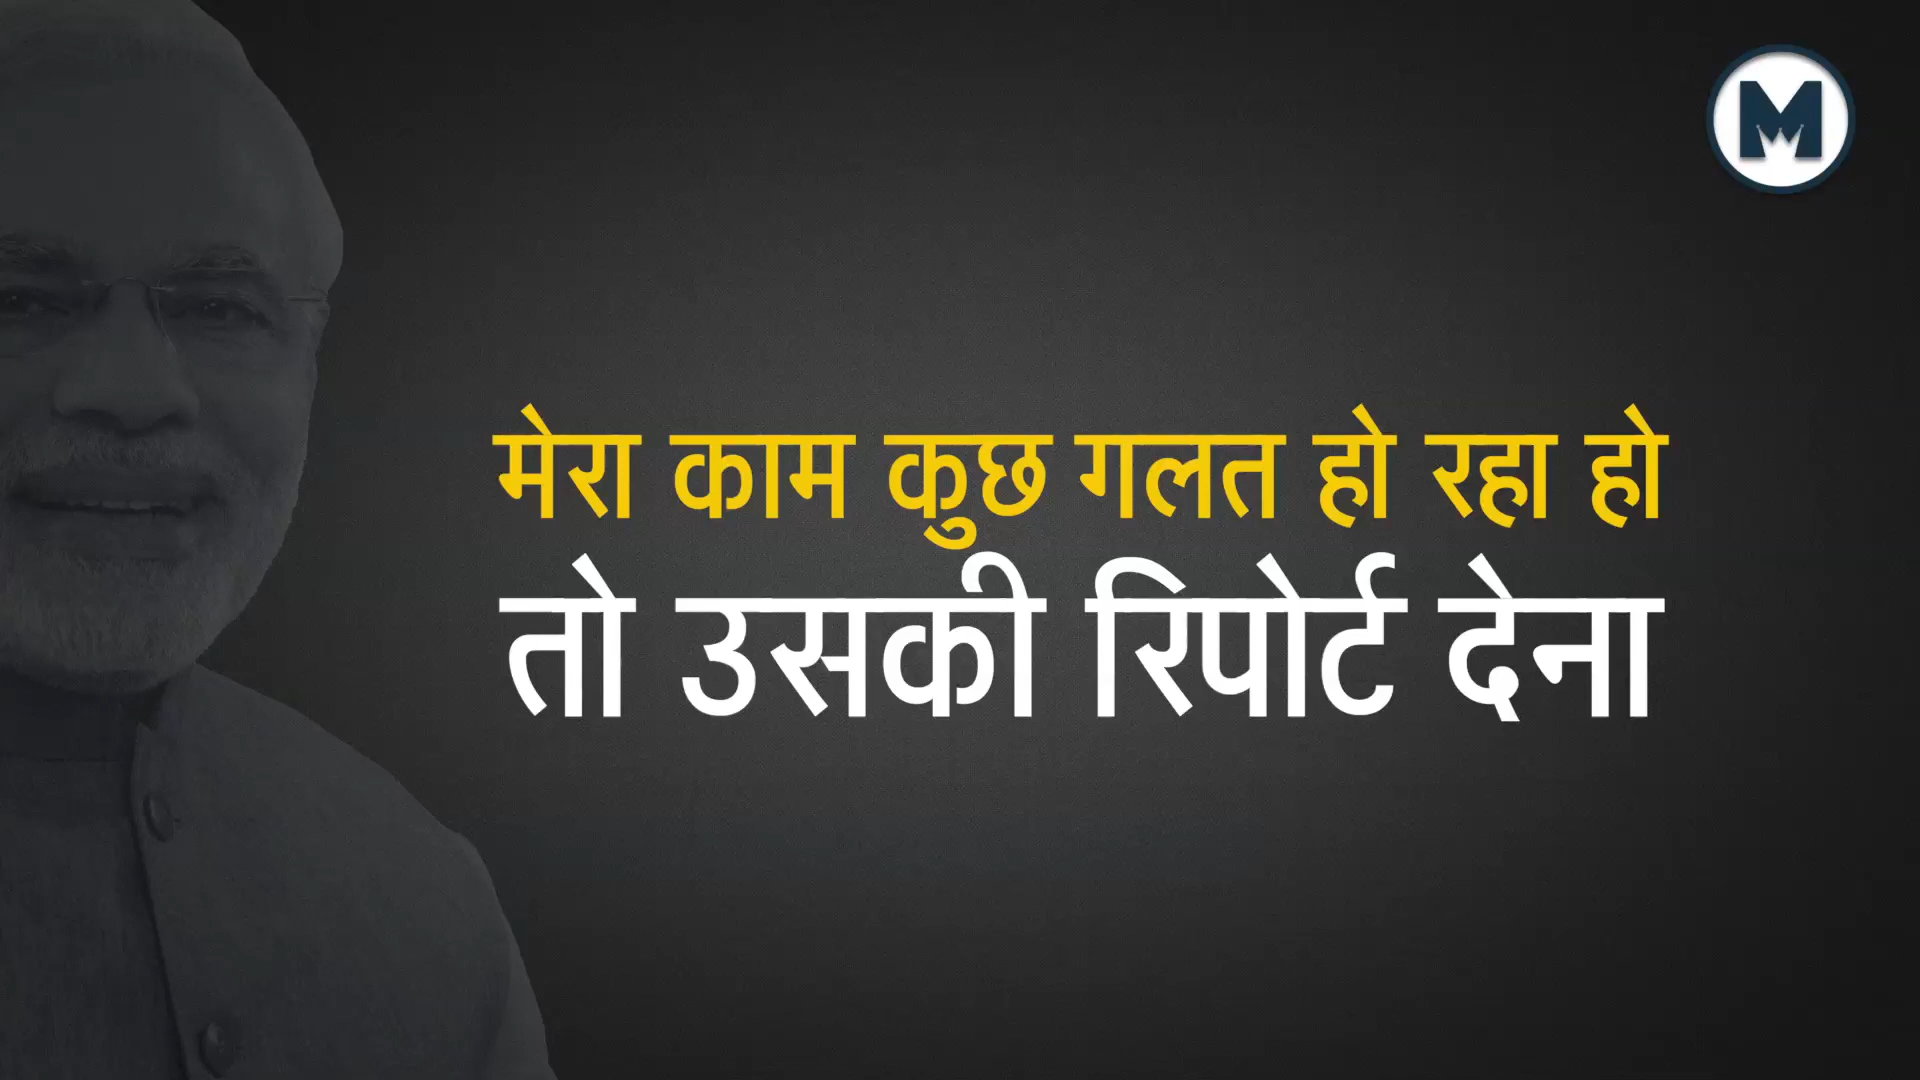 M
मेरा काम कुछ गलत हो रहा हो
तो उसकी रिपोर्ट देना